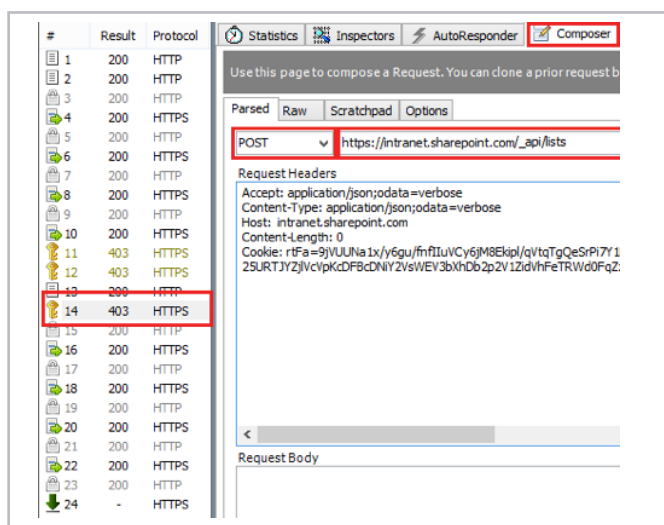 # Result Protocol
1 200 HTTP
2 200 HTTP
3 200 HTTP
4 200 HTTPS
5 200 HTTP
6 200 HTTPS
7 200 HTTP
8 200 HTTPS
9 200 HTTP
10 200 HTTPS
11 403 HTTPS
12 403 HTTPS
13 200 HTTP
14 403 HTTPS
15 200 HTTP
16 200 HTTPS
17 200 HTTP
18 200 HTTPS
19 200 HTTP
20 200 HTTPS
21 200 HTTP
22 200 HTTPS
23 200 HTTP
24 - HTTPS
Statistics Inspectors AutoResponder Composer
Use this page to compose a Request. You can clone a prior request b
Parsed Raw Scratchpad Options
POST https://intranet.sharepoint.com/_api/lists
Request Headers
Accept: application/json;odata=verbose
Content-Type: application/json;odata=verbose
Host: intranet.sharepoint.com
Content-Length: 0
Cookie:
Request Body